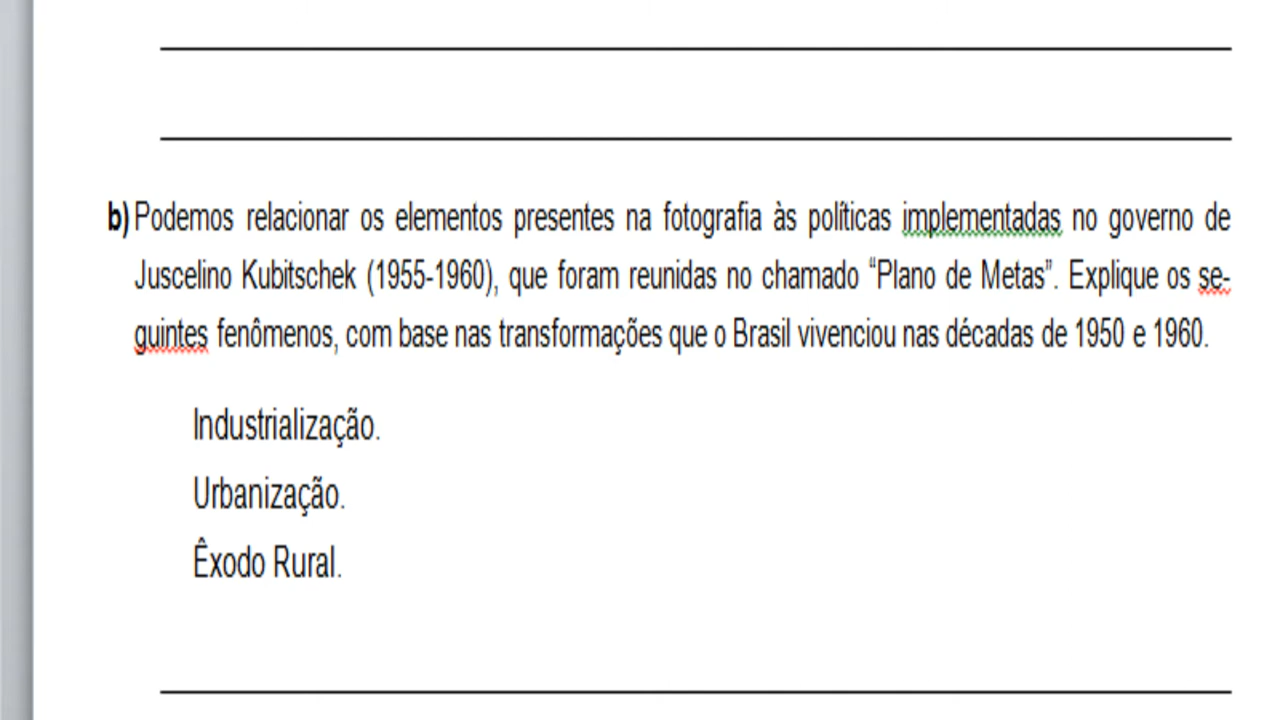 b) Podemos relacionar os elementos presentes na fotografia às políticas implementadas no governo de
Juscelino Kubitschek (1955-1960), que foram reunidas no chamado “Plano de Metas”. Explique os se-
guintes fenômenos, com base nas transformações que o Brasil vivenciou nas décadas de 1950 e 1960.
Industrialização.
Urbanização.
Êxodo Rural.